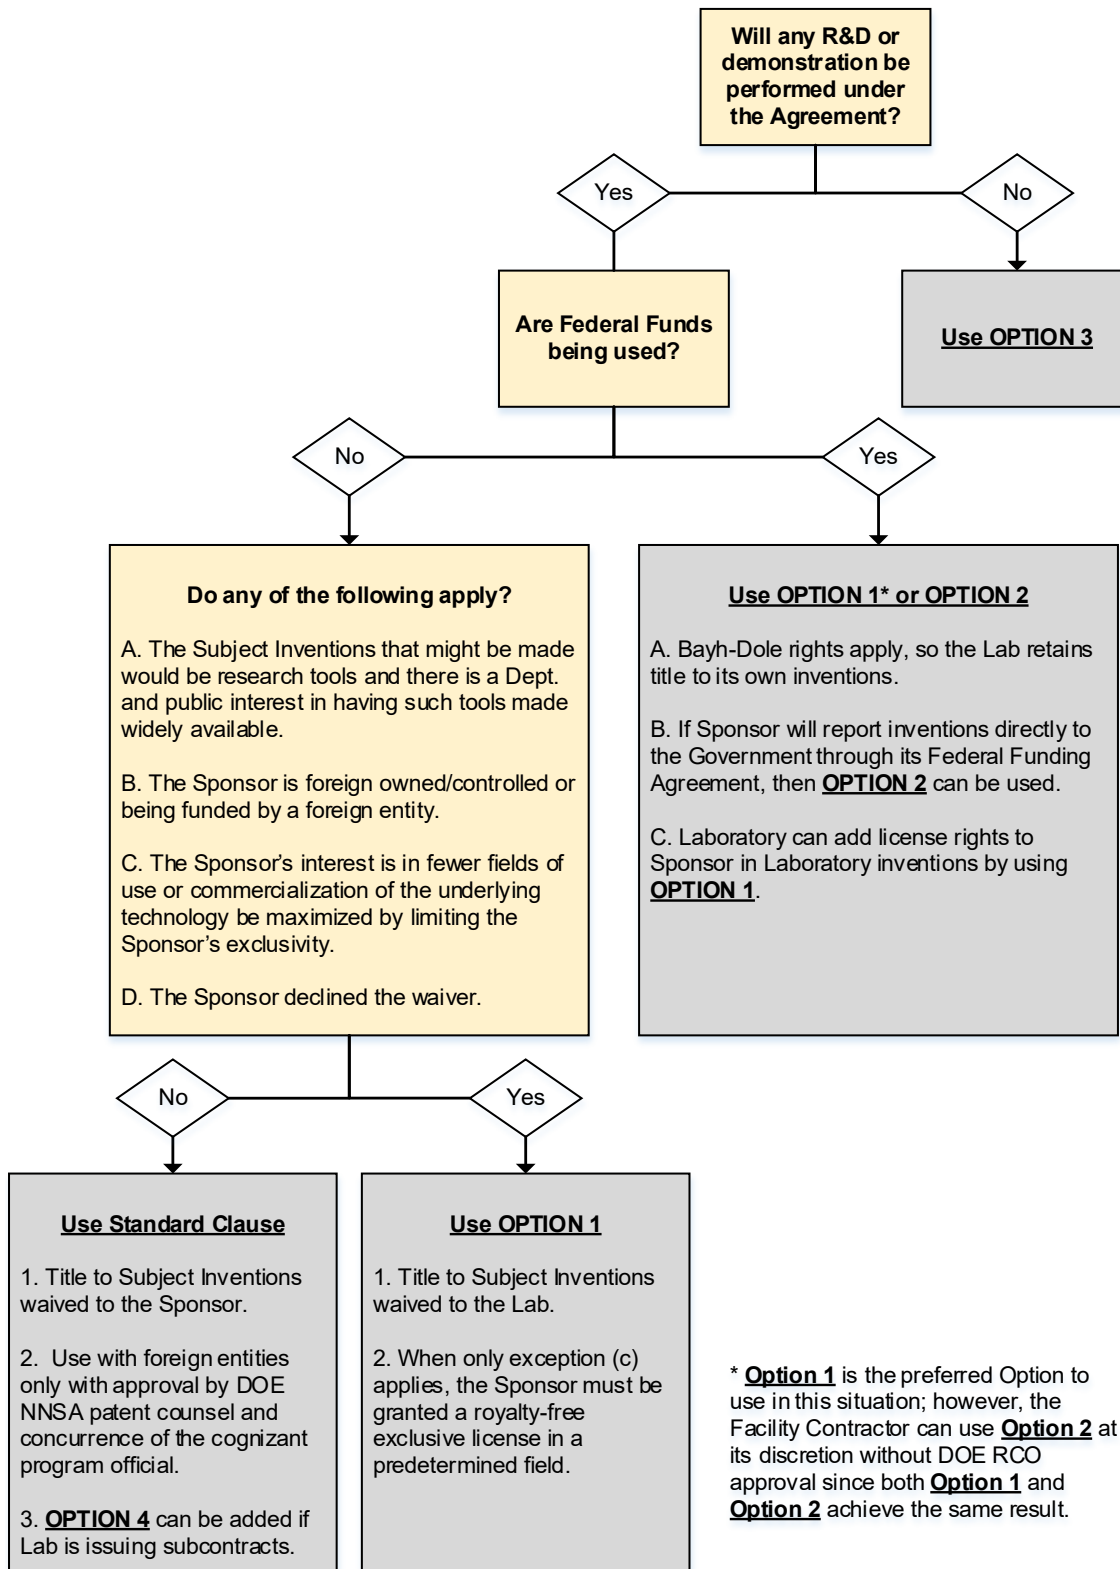 Will any R&D or
demonstration be
performed under
the Agreement?
Yes
No
Are Federal Funds
being used?
Use OPTION 3
No
Yes
Do any of the following apply?
A. The Subject Inventions that might be made
would be research tools and there is a Dept.
and public interest in having such tools made
widely available.
B. The Sponsor is foreign owned/controlled or
being funded by a foreign entity.
C. The Sponsor's interest is in fewer fields of
use or commercialization of the underlying
technology be maximized by limiting the
Sponsor's exclusivity.
D. The Sponsor declined the waiver.
Use OPTION 1* or OPTION 2
A. Bayh-Dole rights apply, so the Lab retains
title to its own inventions.
B. If Sponsor will report inventions directly to
the Government through its Federal Funding
Agreement, then OPTION 2 can be used.
C. Laboratory can add license rights to
Sponsor in Laboratory inventions by using
OPTION 1.
No
Yes
Use Standard Clause
1. Title to Subject Inventions
waived to the Sponsor.
2. Use with foreign entities
only with approval by DOE
NNSA patent counsel and
concurrence of the cognizant
program official.
3. OPTION 4 can be added if
Lab is issuing subcontracts.
Use OPTION 1
1. Title to Subject Inventions
waived to the Lab.
2. When only exception (c)
applies, the Sponsor must be
granted a royalty-free
exclusive license in a
predetermined field.
* Option 1 is the preferred Option to
use in this situation; however, the
Facility Contractor can use Option 2 at
its discretion without DOE RCO
approval since both Option 1 and
Option 2 achieve the same result.